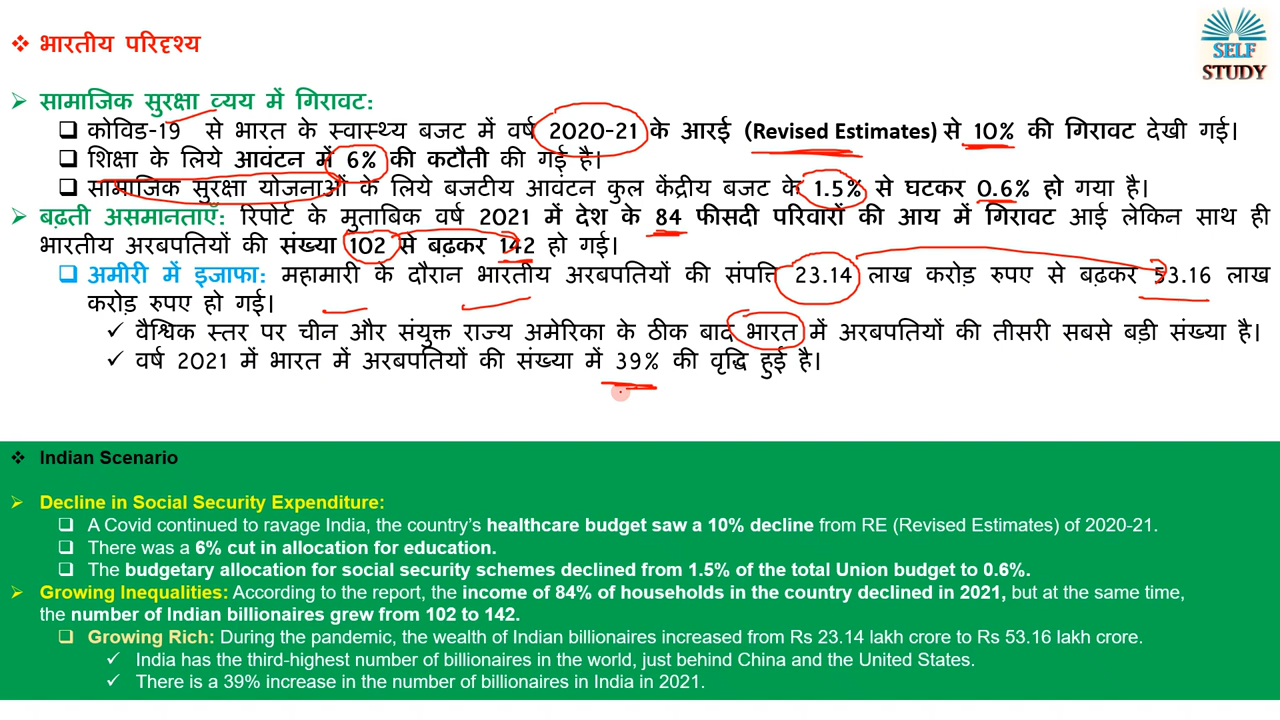 ❖ भारतीय परिदृश्य
SELF
STUDY
➢ सामाजिक सुरक्षा व्यय में गिरावट:
❑ कोविड-19 से भारत के स्वास्थ्य बजट में वर्ष 2020-21 के आरई (Revised Estimates) से 10% की गिरावट देखी गई।
❑ शिक्षा के लिये आवंटन में 6% की कटौती की गई है।
❑ सामाजिक सुरक्षा योजनाओं के लिये बजटीय आवंटन कुल केंद्रीय बजट के 1.5% से घटकर 0.6% हो गया है।
➢ बढ़ती असमानताएँ: रिपोर्ट के मुताबिक वर्ष 2021 में देश के 84 फीसदी परिवारों की आय में गिरावट आई लेकिन साथ ही
भारतीय अरबपतियों की संख्या 102 से बढ़कर 142 हो गई।
❑ अमीरी में इजाफा: महामारी के दौरान भारतीय अरबपतियों की संपत्ति 23.14 लाख करोड़ रुपए से बढ़कर 53.16 लाख
करोड़ रुपए हो गई।
✓ वैश्विक स्तर पर चीन और संयुक्त राज्य अमेरिका के ठीक बाद भारत में अरबपतियों की तीसरी सबसे बड़ी संख्या है।
✓ वर्ष 2021 में भारत में अरबपतियों की संख्या में 39% की वृद्धि हुई है।
❖ Indian Scenario
➢ Decline in Social Security Expenditure:
❑ A Covid continued to ravage India, the country's healthcare budget saw a 10% decline from RE (Revised Estimates) of 2020-21.
❑ There was a 6% cut in allocation for education.
❑ The budgetary allocation for social security schemes declined from 1.5% of the total Union budget to 0.6%.
➢ Growing Inequalities: According to the report, the income of 84% of households in the country declined in 2021, but at the same time,
the number of Indian billionaires grew from 102 to 142.
❑ Growing Rich: During the pandemic, the wealth of Indian billionaires increased from Rs 23.14 lakh crore to Rs 53.16 lakh crore.
✓ India has the third-highest number of billionaires in the world, just behind China and the United States.
✓ There is a 39% increase in the number of billionaires in India in 2021.